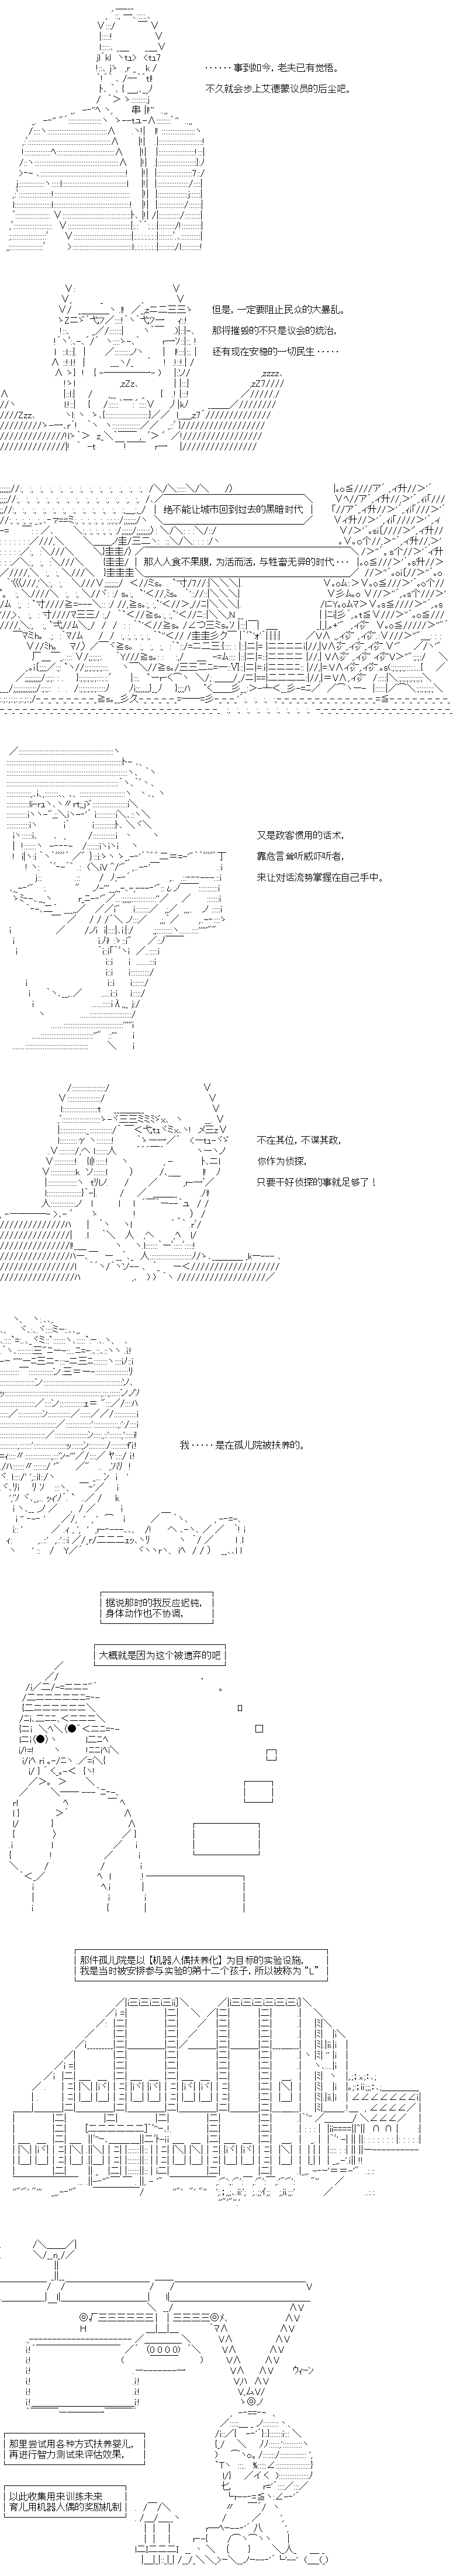 ······事到如今，老夫已有觉悟。
不久就会步上艾德蒙议员的后尘吧。
但是，一定要阻止民众的大暴乱。
那将摧毁的不只是议会的统治，
还有现在安稳的一切民生·····
绝不能让城市回到过去的黑暗时代
那人人食不果腹，为活而活，与牲畜无异的时代···
又是政客惯用的话术，
靠危言耸听威吓听者，
来让对话流势掌握在自己手中。
不在其位，不谋其政，
你作为侦探，
只要干好侦探的事就足够了！
我·····是在孤儿院被扶养的。
据说那时的我反应迟钝，
身体动作也不协调，
大概就是因为这个被遗弃的吧
那件孤儿院是以【机器人偶扶养化】为目标的实验设施，
我是当时被安排参与实验的第十二个孩子，所以被称为“L”
ウィーン
那里尝试用各种方式扶养婴儿，
再进行智力测试来评估效果，
以此收集用来训练未来
育儿用机器人偶的奖励机制